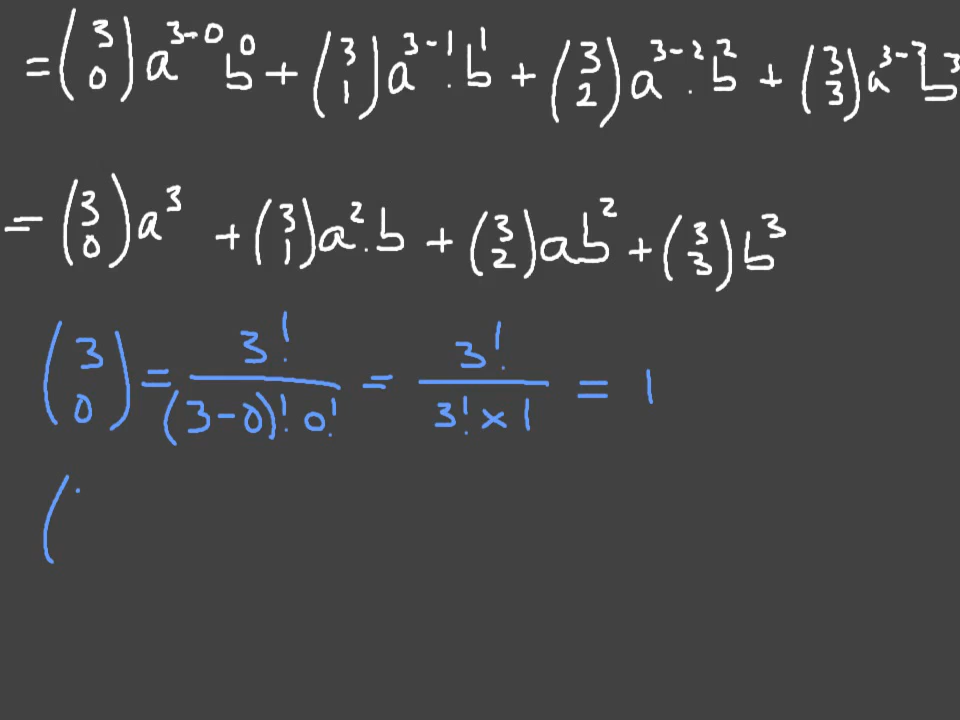 = (3 0) a^{3-0} b^0 + (3 1) a^{3-1} . b^1 + (3 2) a^{3-2} . b^2 + (3 3) a^{3-3} b^3
= (3 0) a^3 + (3 1) a^2 . b + (3 2) a b^2 + (3 3) b^3
(3 0) = 3! / (3-0)! 0! = 3! / 3! × 1 = 1
(